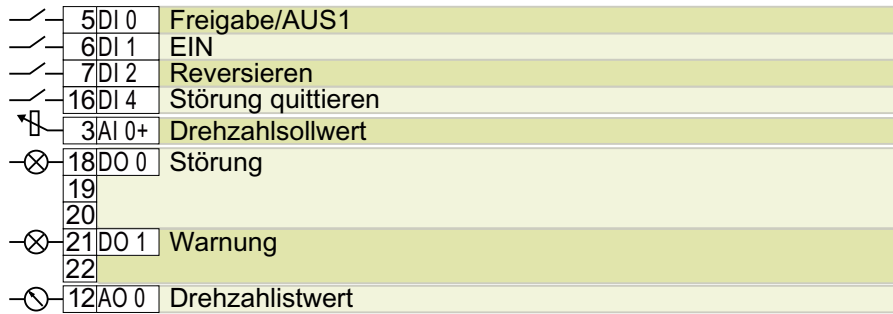 5 DI 0 Freigabe/AUS1
6 DI 1 EIN
7 DI 2 Reversieren
16 DI 4 Störung quittieren
3 AI 0+ Drehzahlsollwert
18 DO 0 Störung
19
20
21 DO 1 Warnung
22
12 AO 0 Drehzahlistwert